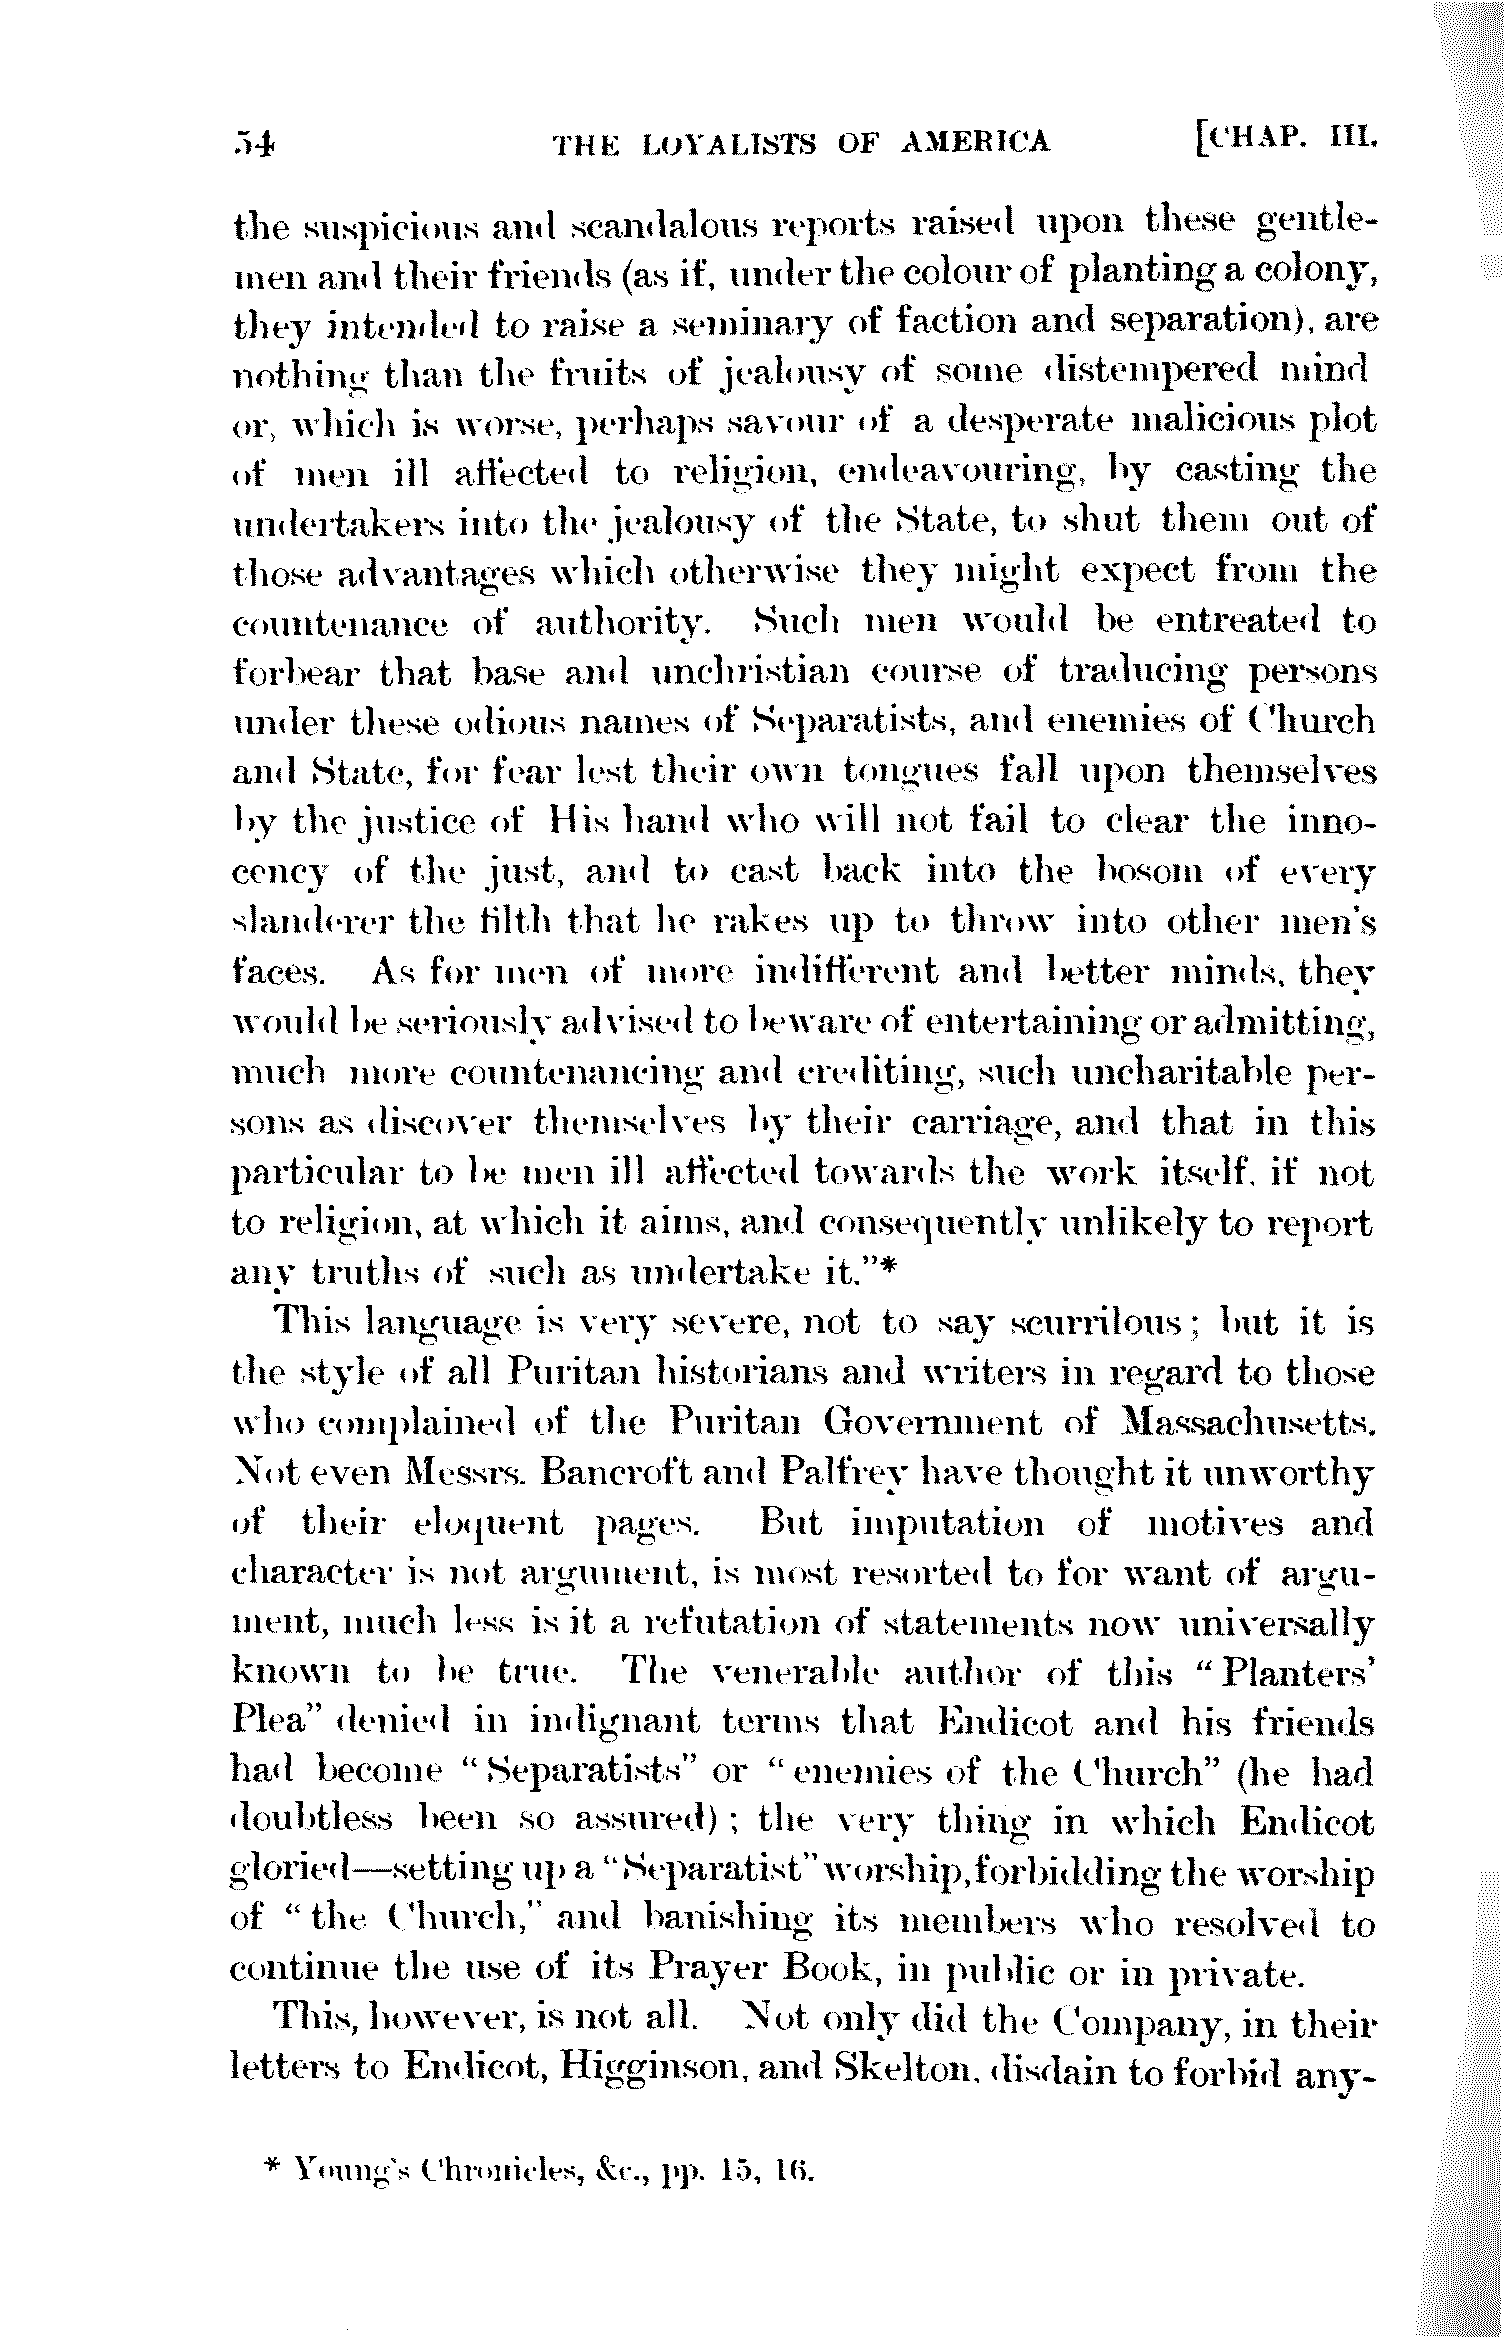 54 THE LOYALISTS OF AMERICA [CHAP. III.
the suspicious and scandalous reports raised upon these gentle-
men and their friends (as if, under the colour of planting a colony,
they intended to raise a seminary of faction and separation), are
nothing than the fruits of jealousy of some distempered mind
or, which is worse, perhaps savour of a desperate malicious plot
of men ill affected to religion, endeavouring, by casting the
undertakers into the jealousy of the State, to shut them out of
those advantages which otherwise they might expect from the
countenance of authority. Such men would be entreated to
forbear that base and unchristian course of traducing persons
under these odious names of Separatists, and enemies of Church
and State, for fear lest their own tongues fall upon themselves
by the justice of His hand who will not fail to clear the inno-
cency of the just, and to cast back into the bosom of every
slanderer the filth that he rakes up to throw into other men's
faces. As for men of more indifferent and better minds, they
would be seriously advised to beware of entertaining or admitting,
much more countenancing and crediting, such uncharitable per-
sons as discover themselves by their carriage, and that in this
particular to be men ill affected towards the work itself, if not
to religion, at which it aims, and consequently unlikely to report
any truths of such as undertake it."*
This language is very severe, not to say scurrilous; but it is
the style of all Puritan historians and writers in regard to those
who complained of the Puritan Government of Massachusetts.
Not even Messrs. Bancroft and Palfrey have thought it unworthy
of their eloquent pages. But imputation of motives and
character is not argument, is most resorted to for want of argu-
ment, much less is it a refutation of statements now universally
known to be true. The venerable author of this "Planters'
Plea" denied in indignant terms that Endicot and his friends
had become "Separatists" or "enemies of the Church" (he had
doubtless been so assured); the very thing in which Endicot
gloried—setting up a "Separatist" worship, forbidding the worship
of "the Church," and banishing its members who resolved to
continue the use of its Prayer Book, in public or in private.
This, however, is not all. Not only did the Company, in their
letters to Endicot, Higginson, and Skelton, disdain to forbid any-
* Young's Chronicles, &c., pp. 15, 16.